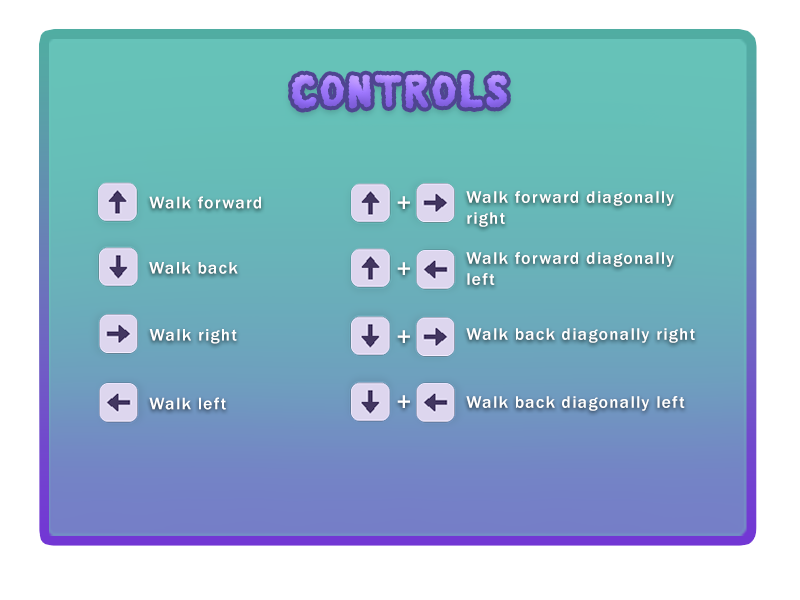 CONTROLS
Walk forward
+
Walk forward diagonally
right
Walk back
+
Walk forward diagonally
left
Walk right
+
Walk back diagonally right
Walk left
+
Walk back diagonally left